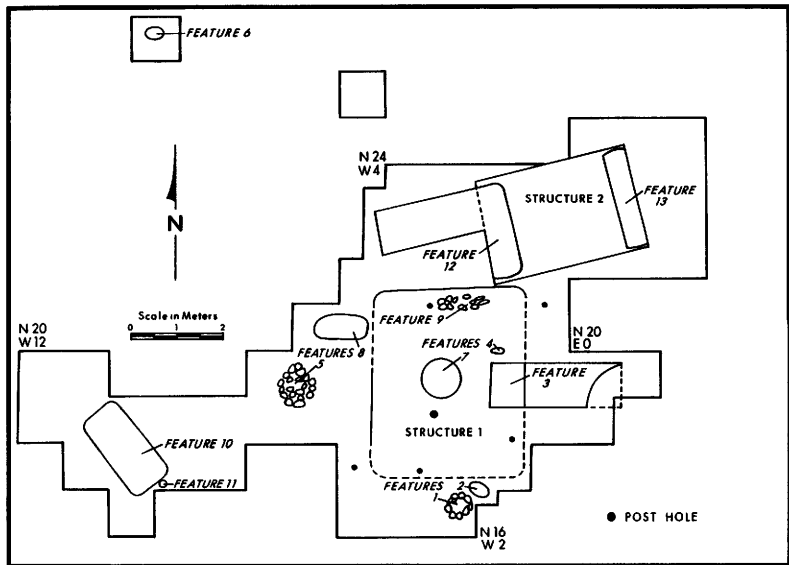 FEATURE 6
N 24
W 4
STRUCTURE 2
FEATURE
13
FEATURE
12
N
Scale in Meters
0 1 2
FEATURE 9
N 20
W 12
FEATURES 8
5
FEATURES 4
7
N 20
E 0
FEATURE
3
STRUCTURE 1
FEATURE 10
FEATURE 11
FEATURES 2
1
N 16
W 2
POST HOLE